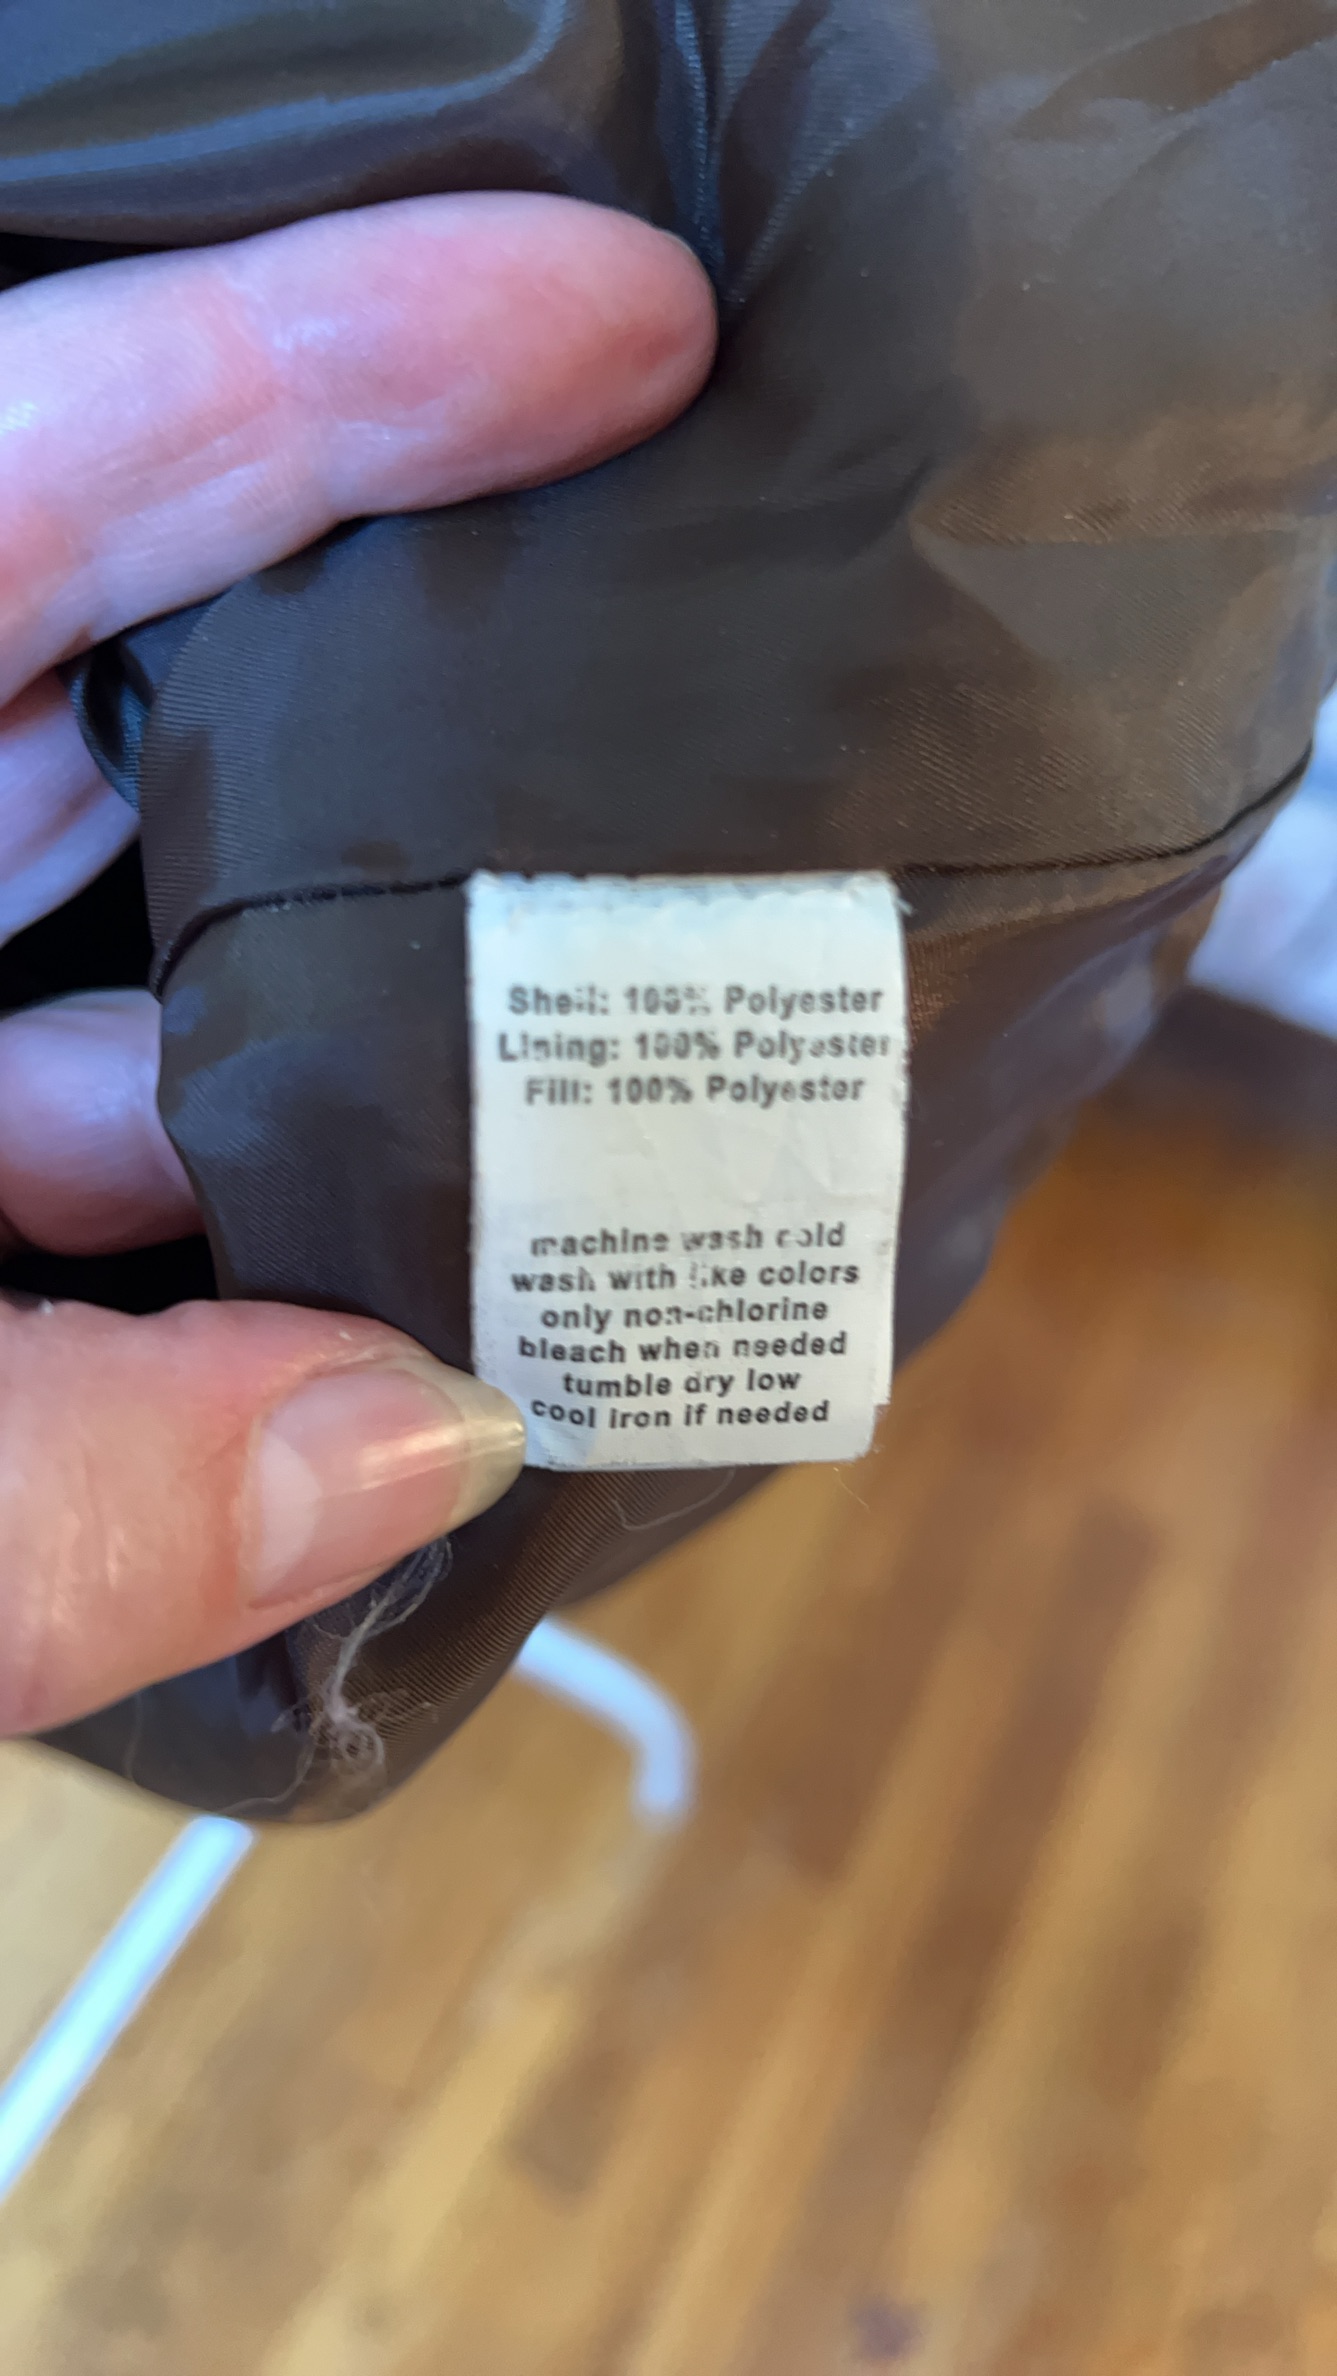 Shell: 100% Polyester
Lining: 100% Polyester
Fill: 100% Polyester
machine wash cold
wash with like colors
only non-chlorine
bleach when needed
tumble dry low
cool iron if needed